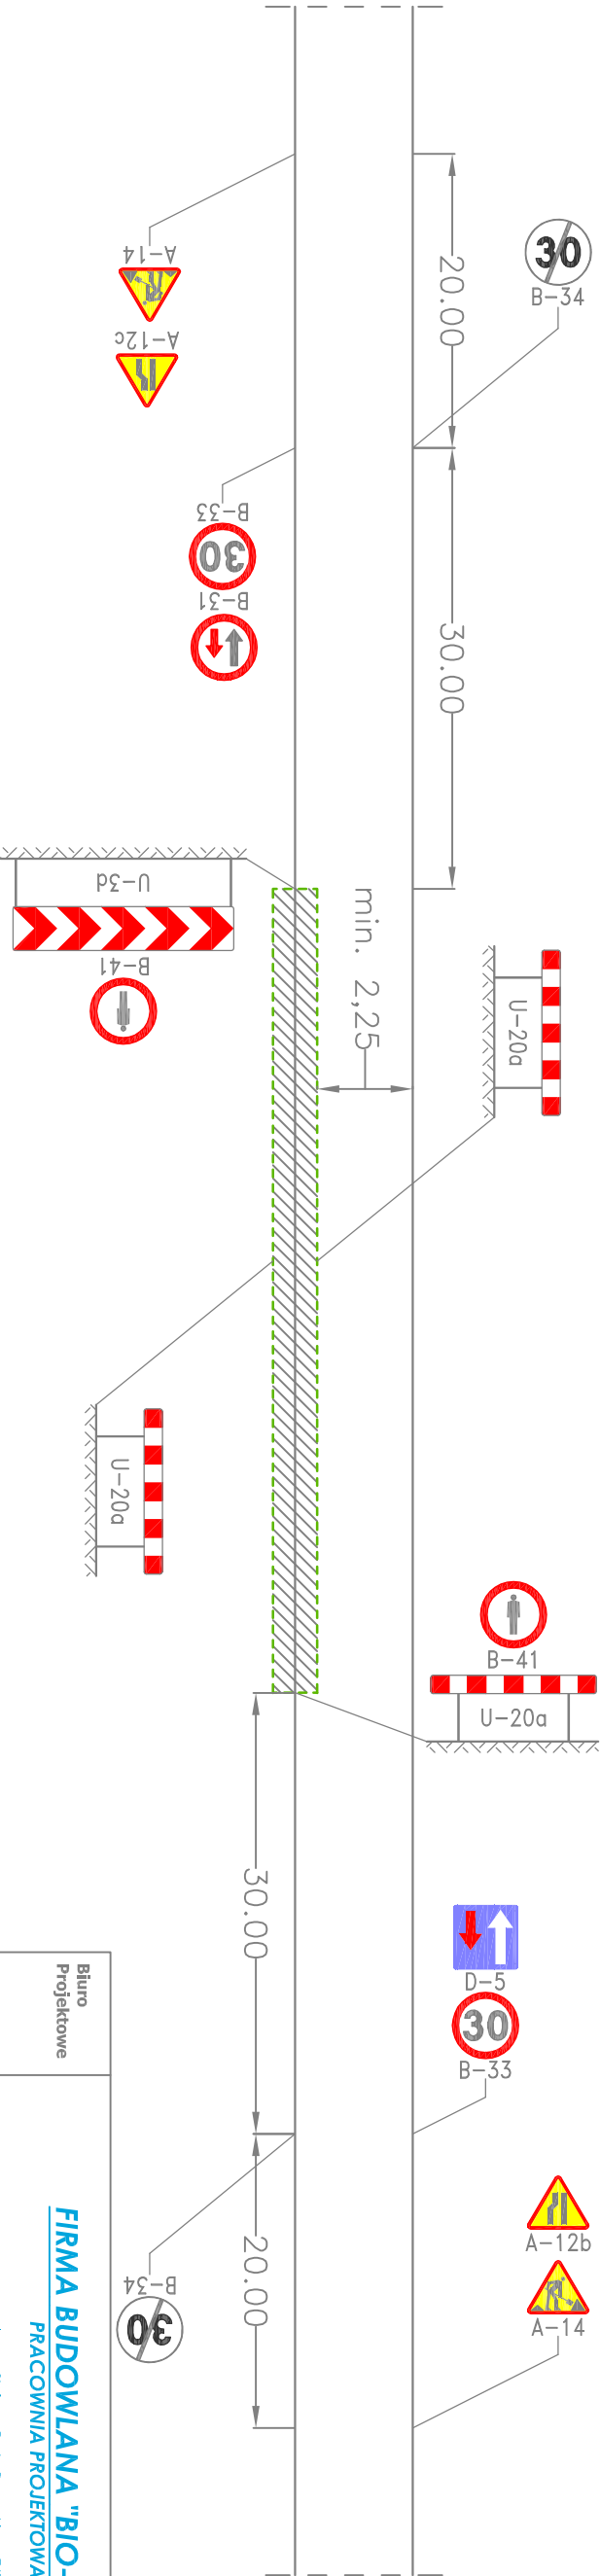 A-14
A-12c
20.00
30
B-34
B-33
30
B-31
30.00
U-3d
B-41
min. 2,25
U-20a
U-20a
B-41
U-20a
30.00
D-5
30
B-33
20.00
B-34
30
A-12b
A-14
Biuro
Projektowe
FIRMA BUDOWLANA "BIO-
PRACOWNIA PROJEKTOWA